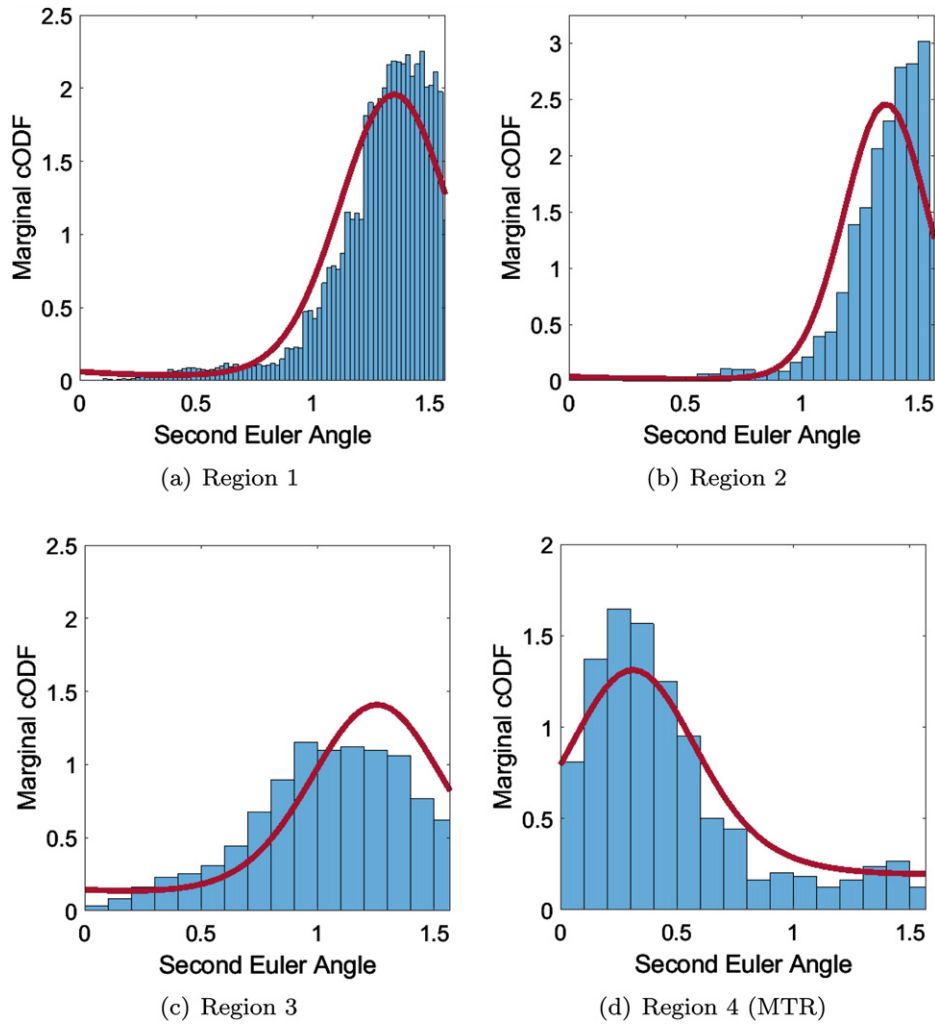 2.5
2
1.5
1
0.5
0
Marginal cODF
0 0.5 1 1.5
Second Euler Angle
(a) Region 1
3
2.5
2
1.5
1
0.5
0
Marginal cODF
0 0.5 1 1.5
Second Euler Angle
(b) Region 2
2.5
2
1.5
1
0.5
0
Marginal cODF
0 0.5 1 1.5
Second Euler Angle
(c) Region 3
2
1.5
1
0.5
0
Marginal cODF
0 0.5 1 1.5
Second Euler Angle
(d) Region 4 (MTR)